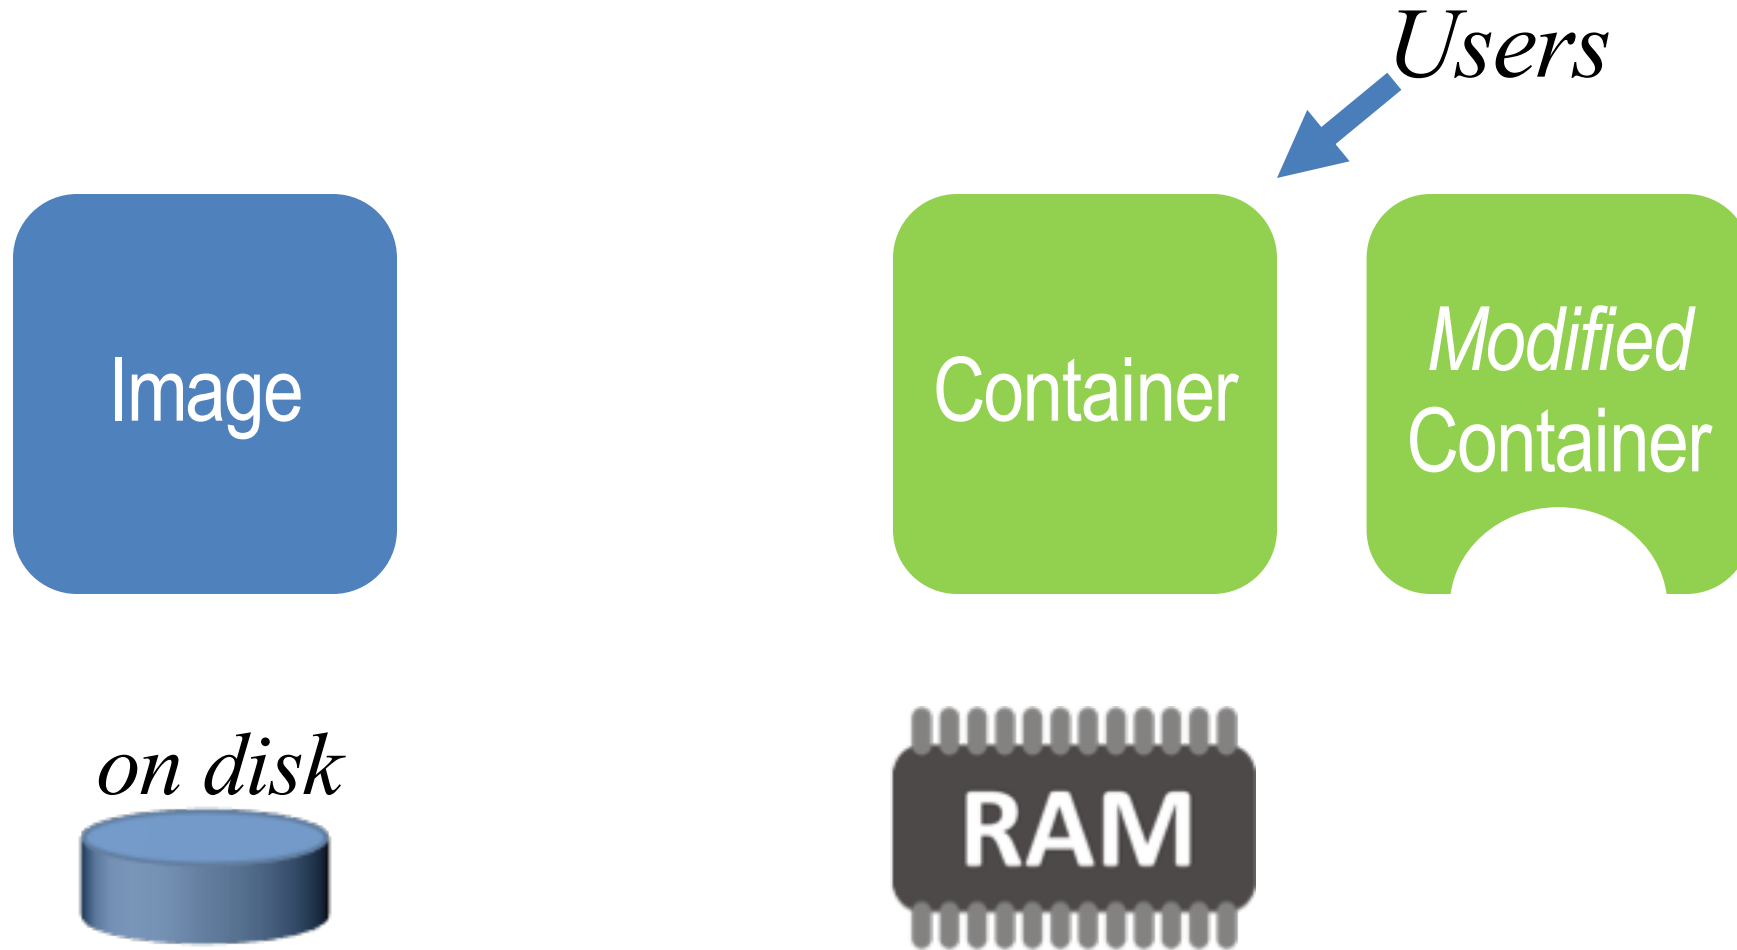 Users
Image
Container
Modified
Container
on disk
RAM